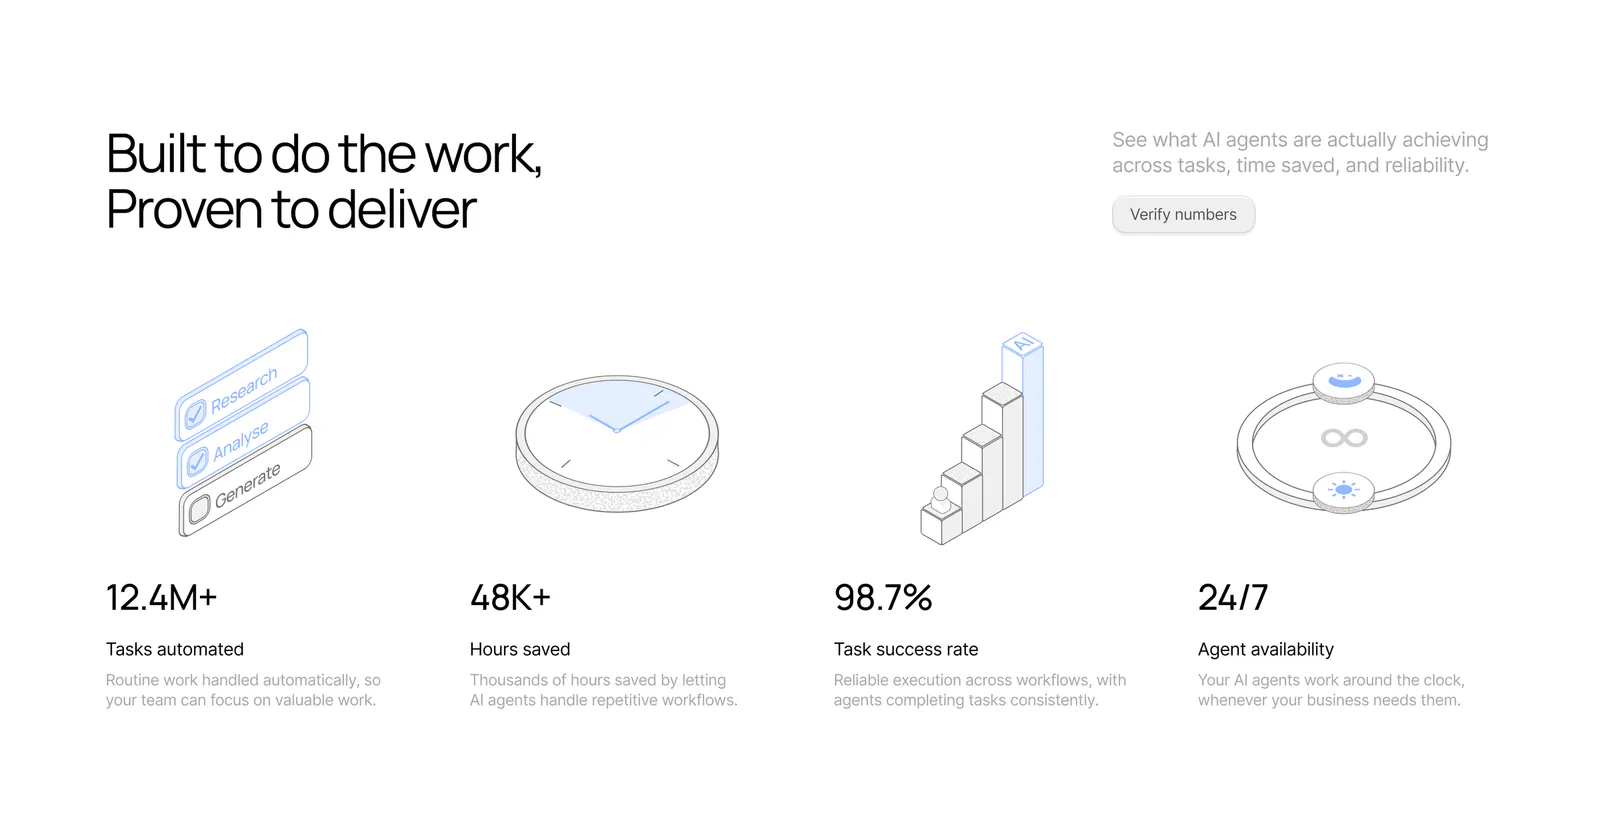 Built to do the work,
Proven to deliver
See what AI agents are actually achieving
across tasks, time saved, and reliability.
Verify numbers
Research
Analyse
Generate
AI
12.4M+
Tasks automated
Routine work handled automatically, so
your team can focus on valuable work.
48K+
Hours saved
Thousands of hours saved by letting
AI agents handle repetitive workflows.
98.7%
Task success rate
Reliable execution across workflows, with
agents completing tasks consistently.
24/7
Agent availability
Your AI agents work around the clock,
whenever your business needs them.